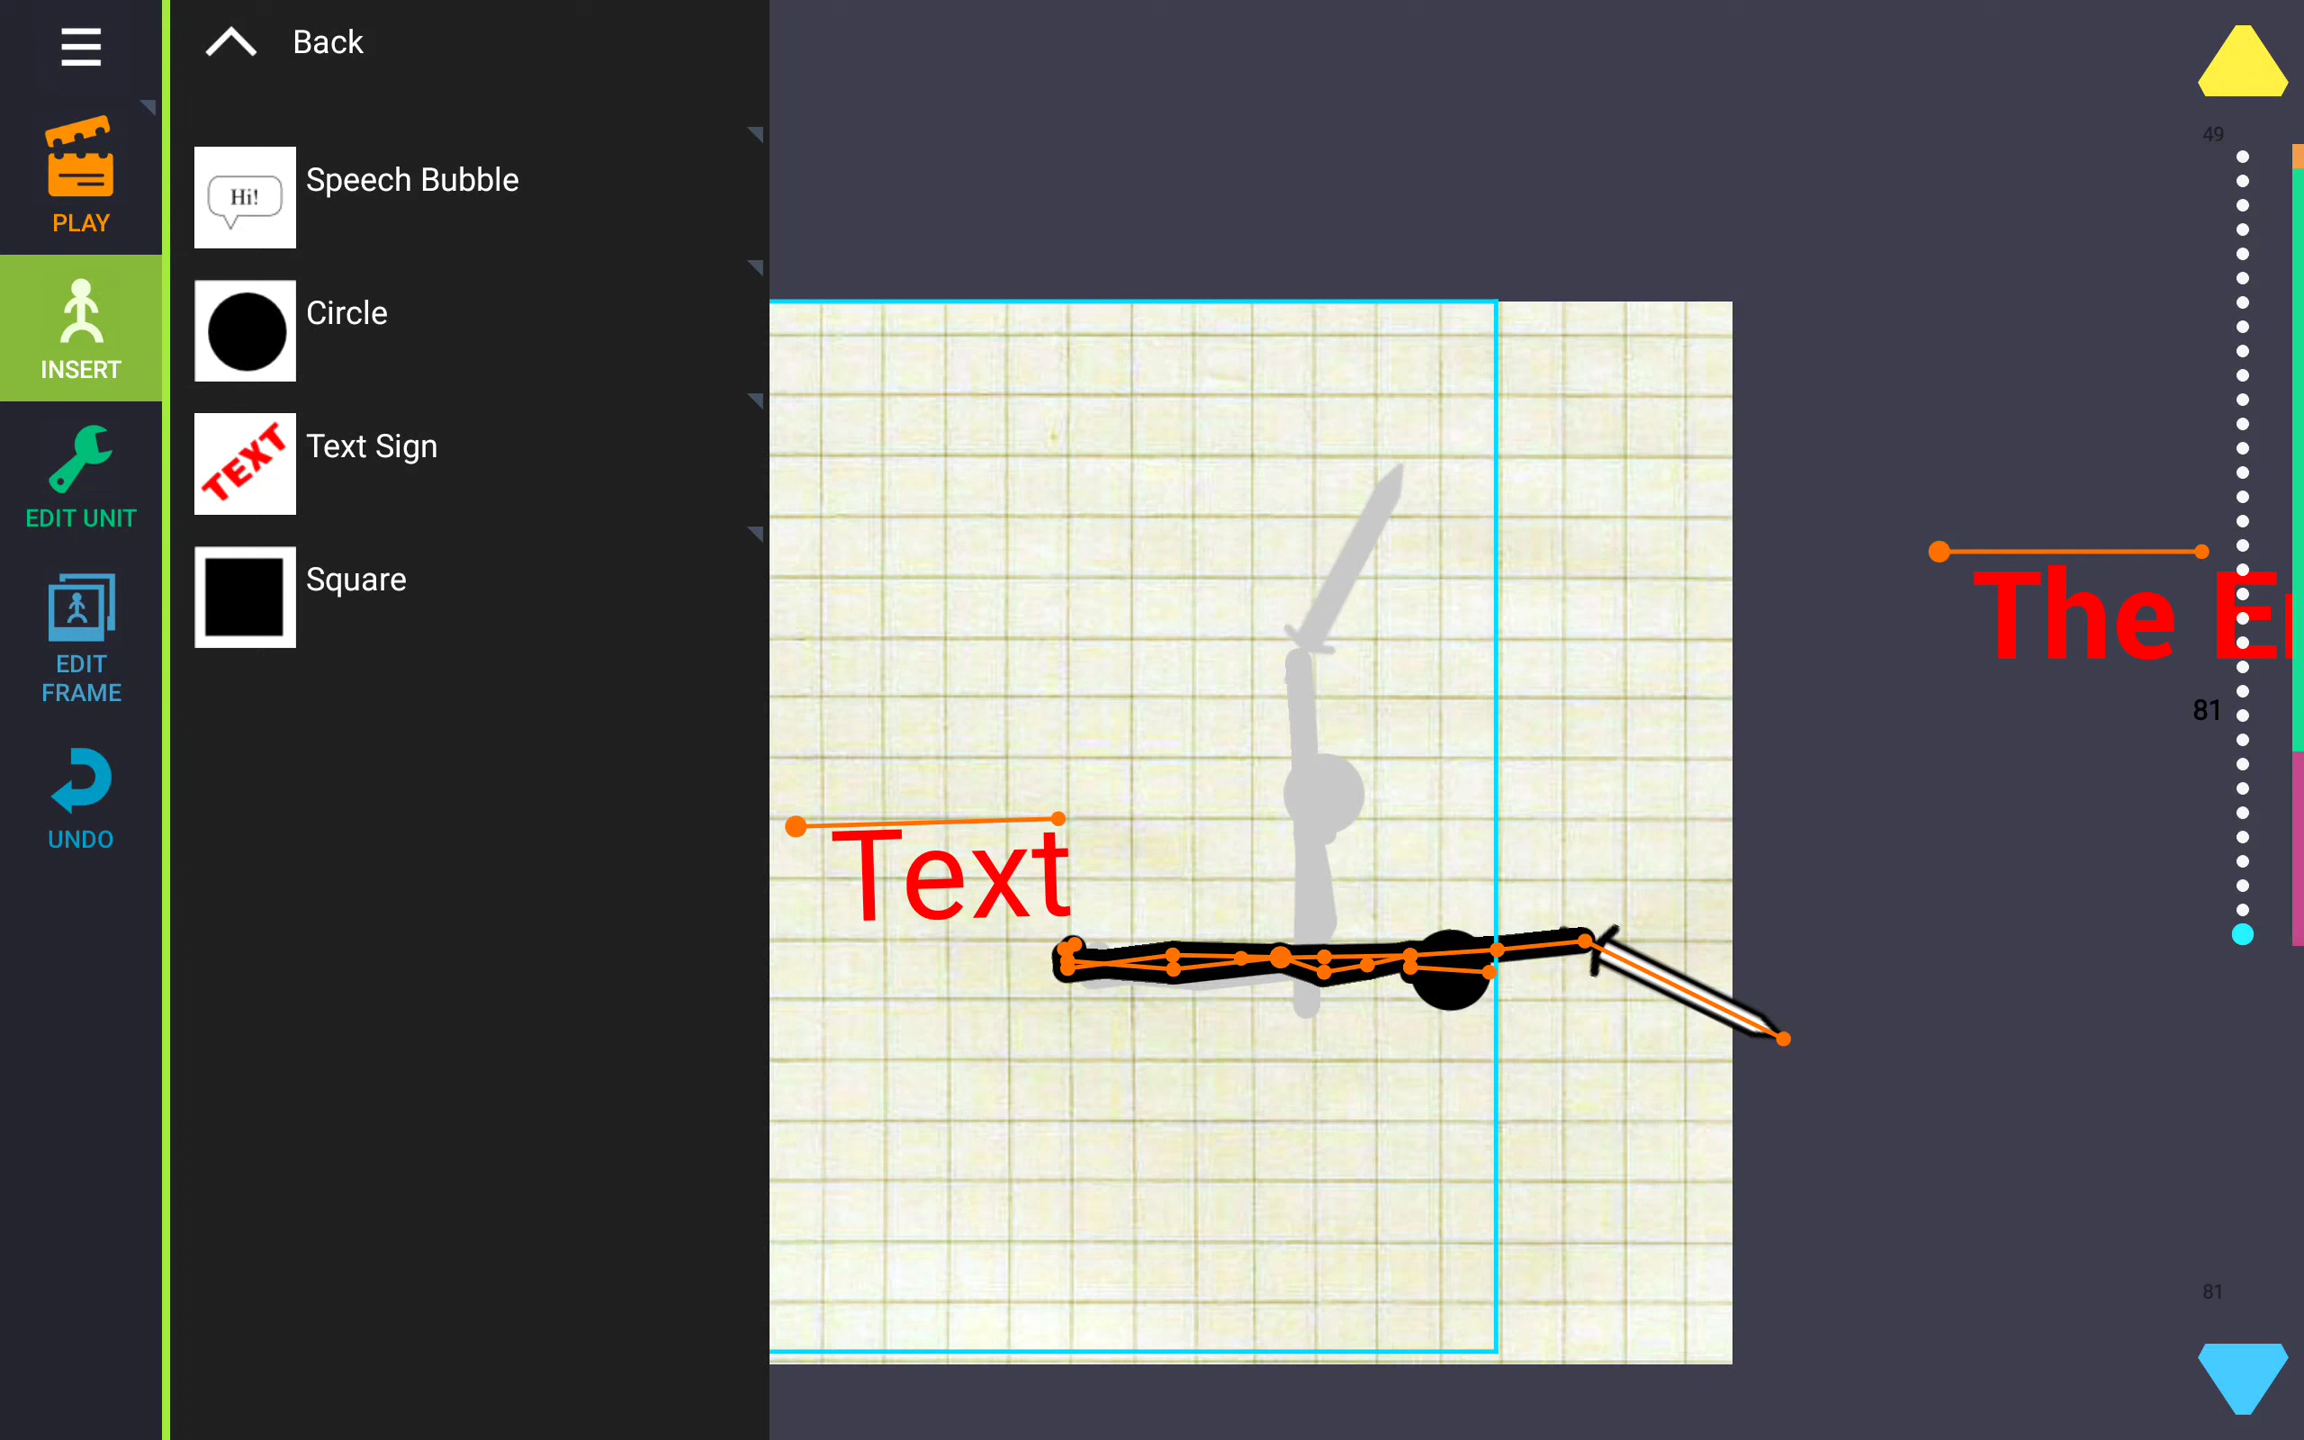 Back
PLAY
INSERT
EDIT UNIT
EDIT
FRAME
UNDO
Hi!
Speech Bubble
Circle
TEXT
Text Sign
Square
Text
The
49
81
81